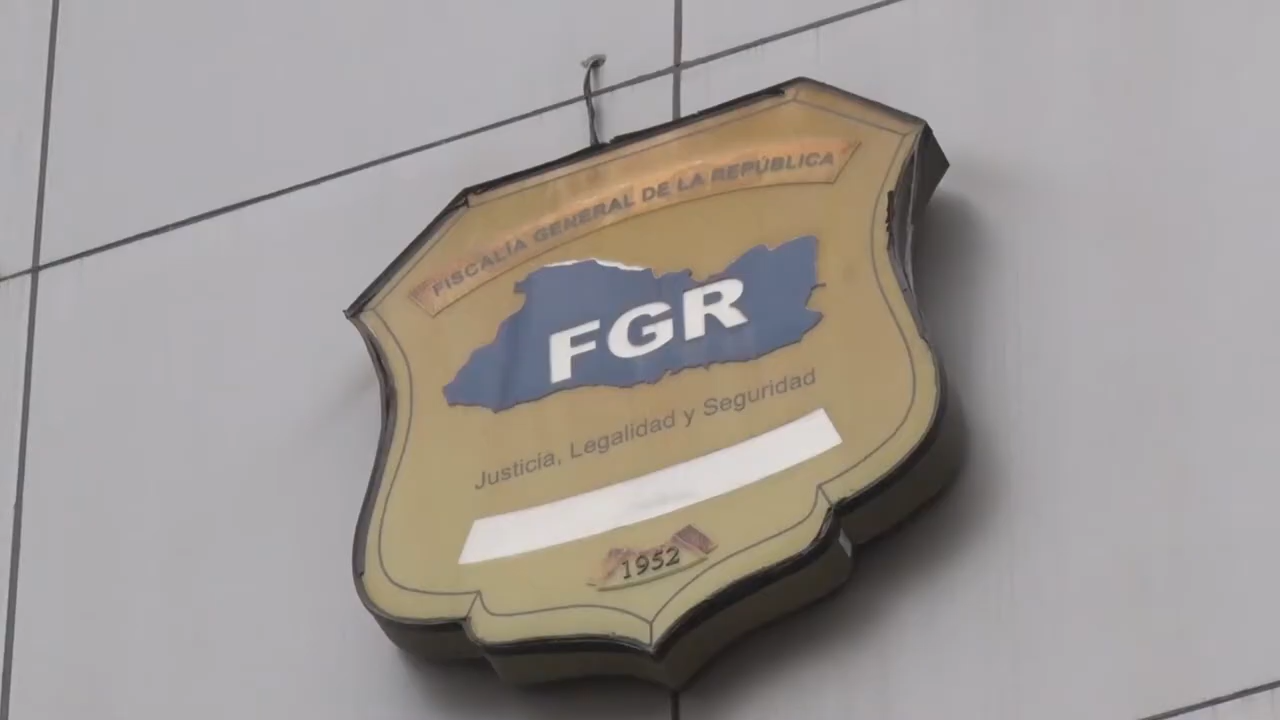 FISCALÍA GENERAL DE LA REPÚBLICA
FGR
Justicia, Legalidad y Seguridad
1952